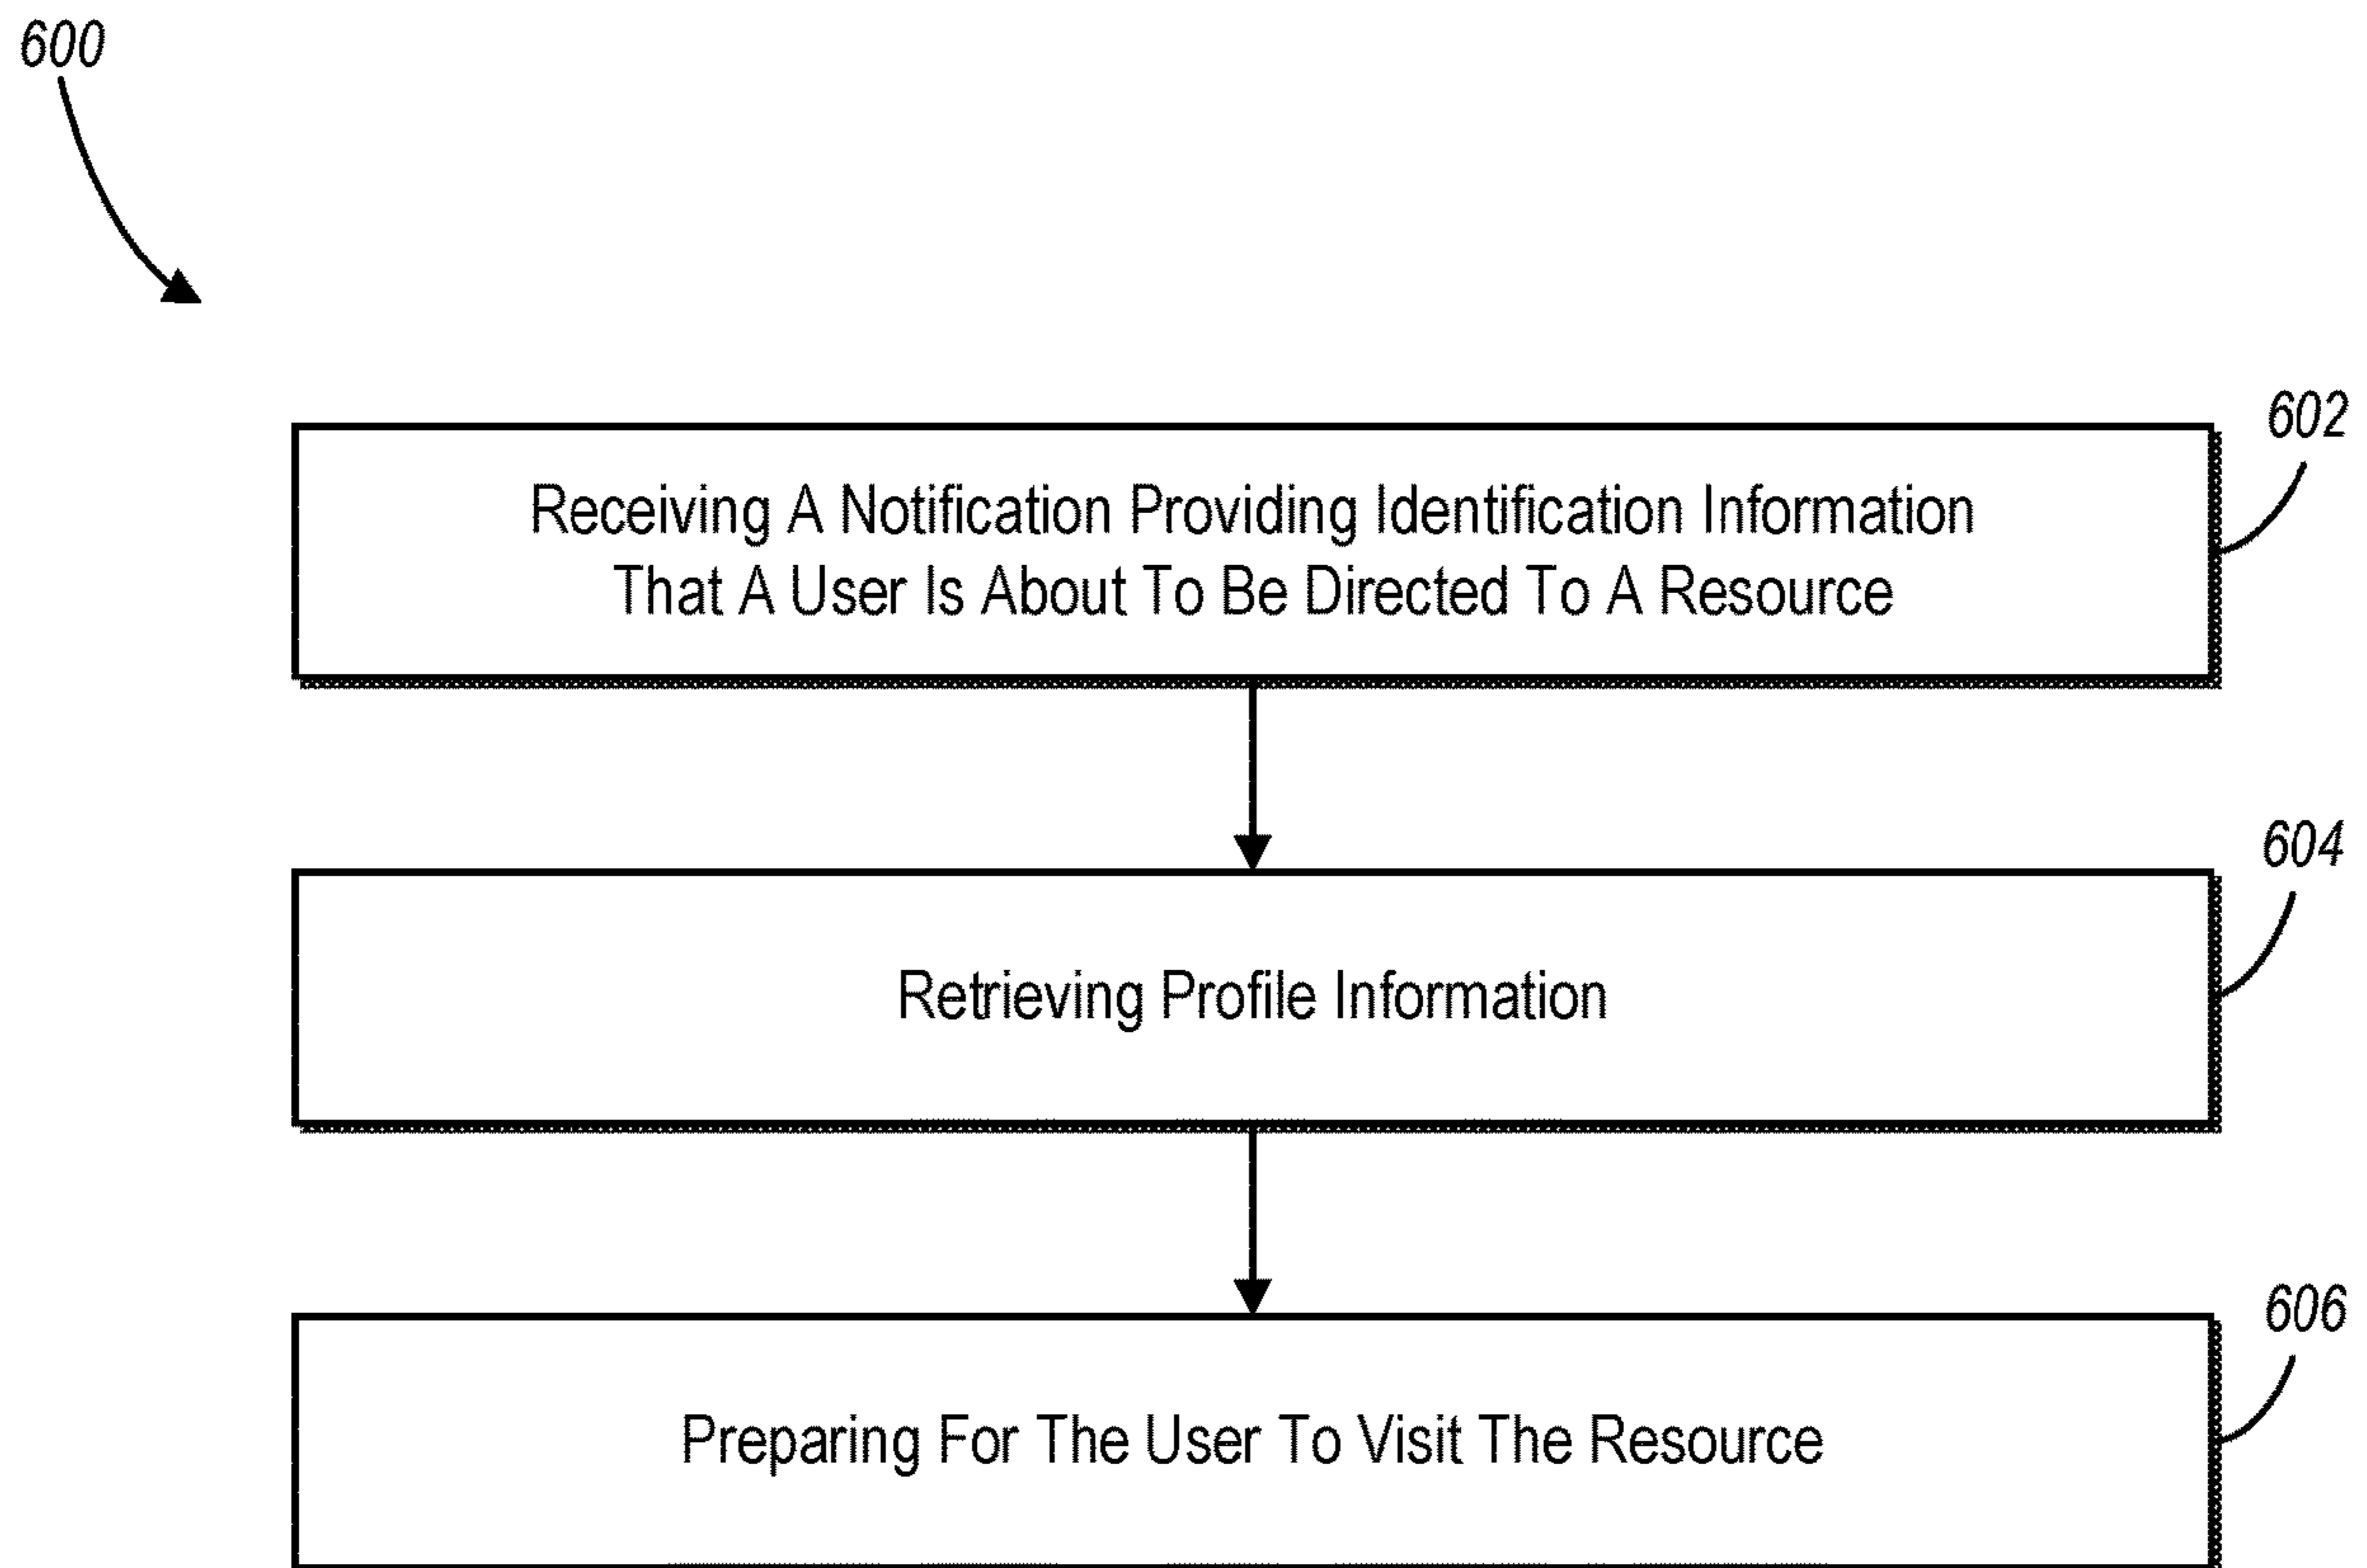 600
602
Receiving A Notification Providing Identification Information
That A User Is About To Be Directed To A Resource
604
Retrieving Profile Information
606
Preparing For The User To Visit The Resource